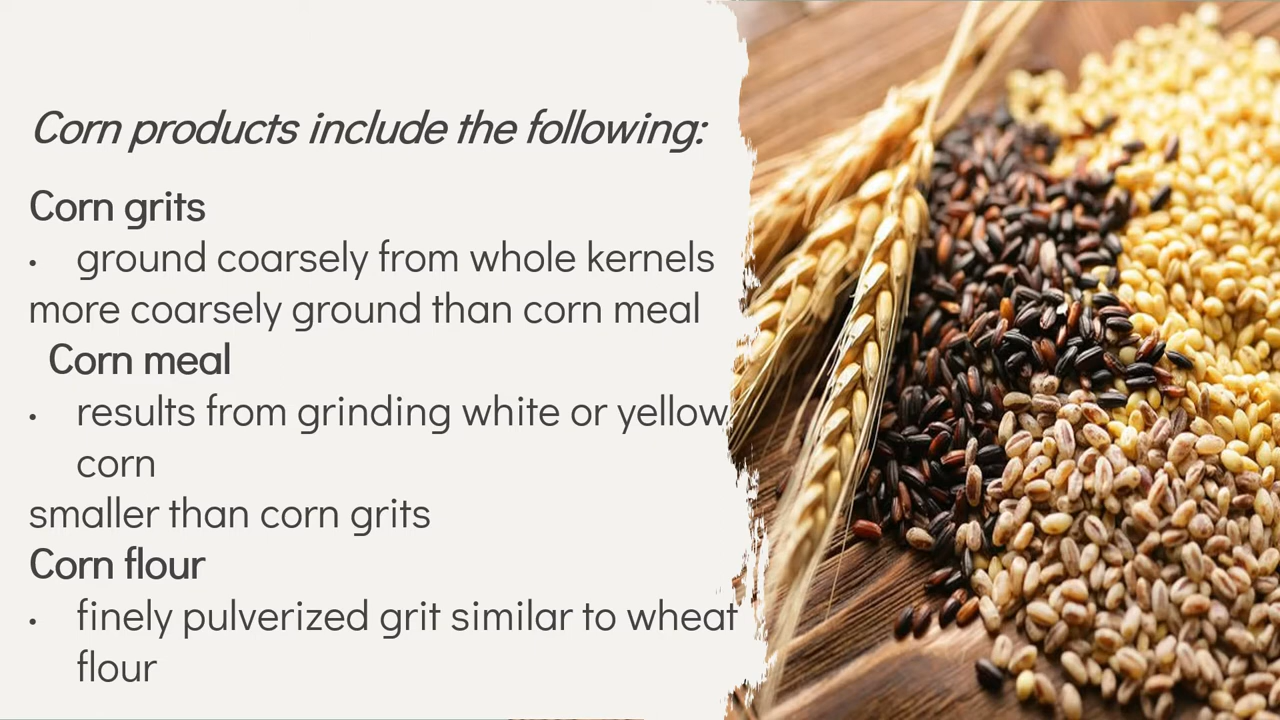 Corn products include the following:
Corn grits
• ground coarsely from whole kernels
more coarsely ground than corn meal
Corn meal
• results from grinding white or yellow
corn
smaller than corn grits
Corn flour
• finely pulverized grit similar to wheat
flour